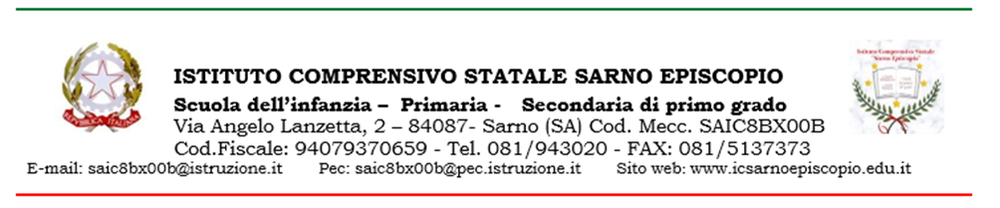 ISTITUTO COMPRENSIVO STATALE SARNO EPISCOPIO
Scuola dell'infanzia – Primaria - Secondaria di primo grado
Via Angelo Lanzetta, 2 – 84087- Sarno (SA) Cod. Mecc. SAIC8BX00B
Cod.Fiscale: 94079370659 - Tel. 081/943020 - FAX: 081/5137373
E-mail: saic8bx00b@istruzione.it Pec: saic8bx00b@pec.istruzione.it Sito web: www.icsarnoepiscopio.edu.it
REPVBBLICA ITALIANA
Istituto Comprensivo Statale
"Sarno Episcopio"